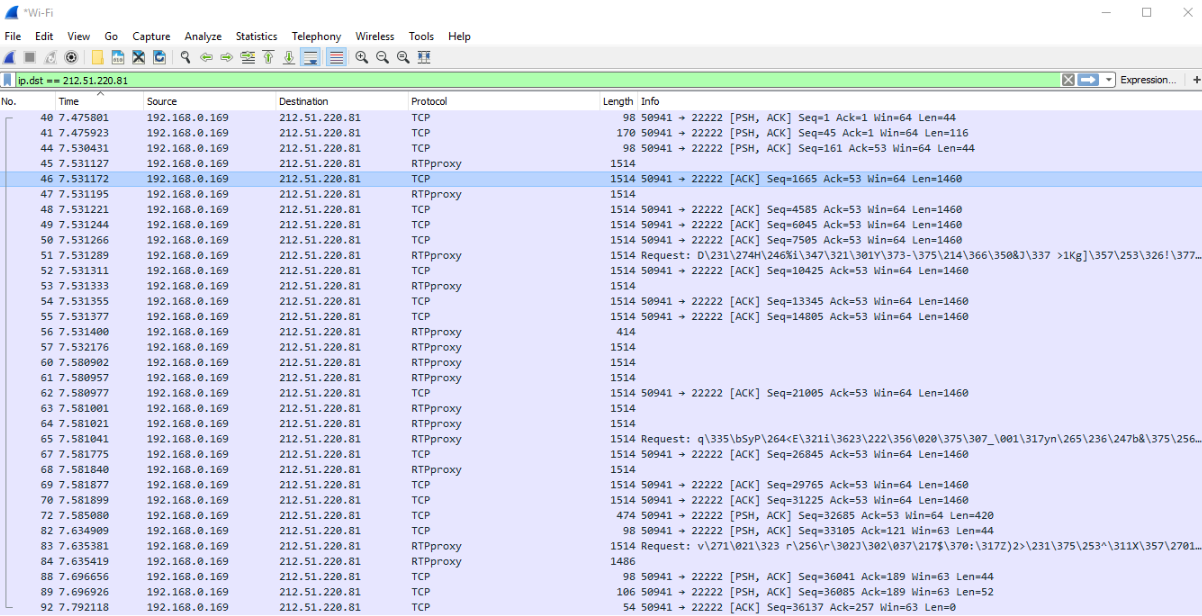 *Wi-Fi
File Edit View Go Capture Analyze Statistics Telephony Wireless Tools Help
ip.dst == 212.51.220.81 Expression... +
No. Time Source Destination Protocol Length Info
40 7.475801 192.168.0.169 212.51.220.81 TCP 98 50941 → 22222 [PSH, ACK] Seq=1 Ack=1 Win=64 Len=44
41 7.475923 192.168.0.169 212.51.220.81 TCP 170 50941 → 22222 [PSH, ACK] Seq=45 Ack=1 Win=64 Len=116
44 7.530431 192.168.0.169 212.51.220.81 TCP 98 50941 → 22222 [PSH, ACK] Seq=161 Ack=53 Win=64 Len=44
45 7.531127 192.168.0.169 212.51.220.81 RTPproxy 1514
46 7.531172 192.168.0.169 212.51.220.81 TCP 1514 50941 → 22222 [ACK] Seq=1665 Ack=53 Win=64 Len=1460
47 7.531195 192.168.0.169 212.51.220.81 RTPproxy 1514
48 7.531221 192.168.0.169 212.51.220.81 TCP 1514 50941 → 22222 [ACK] Seq=4585 Ack=53 Win=64 Len=1460
49 7.531244 192.168.0.169 212.51.220.81 TCP 1514 50941 → 22222 [ACK] Seq=6045 Ack=53 Win=64 Len=1460
50 7.531266 192.168.0.169 212.51.220.81 TCP 1514 50941 → 22222 [ACK] Seq=7505 Ack=53 Win=64 Len=1460
51 7.531289 192.168.0.169 212.51.220.81 RTPproxy 1514 Request: D\231\274H\246%i\347\321\301Y\373-\375\214\366\350&J\337 >1Kg]\357\253\326!\377...
52 7.531311 192.168.0.169 212.51.220.81 TCP 1514 50941 → 22222 [ACK] Seq=10425 Ack=53 Win=64 Len=1460
53 7.531333 192.168.0.169 212.51.220.81 RTPproxy 1514
54 7.531355 192.168.0.169 212.51.220.81 TCP 1514 50941 → 22222 [ACK] Seq=13345 Ack=53 Win=64 Len=1460
55 7.531377 192.168.0.169 212.51.220.81 TCP 1514 50941 → 22222 [ACK] Seq=14805 Ack=53 Win=64 Len=1460
56 7.531400 192.168.0.169 212.51.220.81 RTPproxy 414
57 7.532176 192.168.0.169 212.51.220.81 RTPproxy 1514
60 7.580902 192.168.0.169 212.51.220.81 RTPproxy 1514
61 7.580957 192.168.0.169 212.51.220.81 RTPproxy 1514
62 7.580977 192.168.0.169 212.51.220.81 TCP 1514 50941 → 22222 [ACK] Seq=21005 Ack=53 Win=64 Len=1460
63 7.581001 192.168.0.169 212.51.220.81 RTPproxy 1514
64 7.581021 192.168.0.169 212.51.220.81 RTPproxy 1514
65 7.581041 192.168.0.169 212.51.220.81 RTPproxy 1514 Request: q\335\bSyP\264<E\321i\3623\222\356\020\375\307_\001\317yn\265\236\247b&\375\256...
67 7.581775 192.168.0.169 212.51.220.81 TCP 1514 50941 → 22222 [ACK] Seq=26845 Ack=53 Win=64 Len=1460
68 7.581840 192.168.0.169 212.51.220.81 RTPproxy 1514
69 7.581877 192.168.0.169 212.51.220.81 TCP 1514 50941 → 22222 [ACK] Seq=29765 Ack=53 Win=64 Len=1460
70 7.581899 192.168.0.169 212.51.220.81 TCP 1514 50941 → 22222 [ACK] Seq=31225 Ack=53 Win=64 Len=1460
72 7.585080 192.168.0.169 212.51.220.81 TCP 474 50941 → 22222 [PSH, ACK] Seq=32685 Ack=53 Win=64 Len=420
82 7.634909 192.168.0.169 212.51.220.81 TCP 98 50941 → 22222 [PSH, ACK] Seq=33105 Ack=121 Win=63 Len=44
83 7.635381 192.168.0.169 212.51.220.81 RTPproxy 1514 Request: v\271\021\323 r\256\r\302J\302\037\217$\370:\317Z)2>\231\375\253^\311X\357\2701...
84 7.635419 192.168.0.169 212.51.220.81 RTPproxy 1486
88 7.696656 192.168.0.169 212.51.220.81 TCP 98 50941 → 22222 [PSH, ACK] Seq=36041 Ack=189 Win=63 Len=44
89 7.696926 192.168.0.169 212.51.220.81 TCP 106 50941 → 22222 [PSH, ACK] Seq=36085 Ack=189 Win=63 Len=52
92 7.792118 192.168.0.169 212.51.220.81 TCP 54 50941 → 22222 [ACK] Seq=36137 Ack=257 Win=63 Len=0